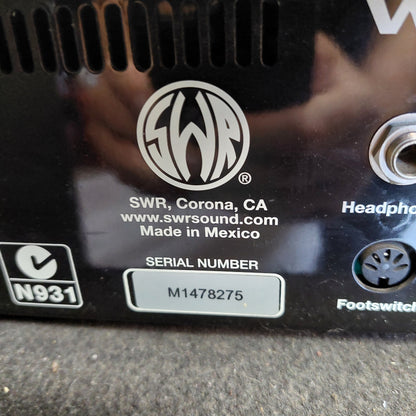 W
SWR
®
SWR, Corona, CA
www.swrsound.com
Made in Mexico
Headpho
SERIAL NUMBER
N931
M1478275
Footswitch